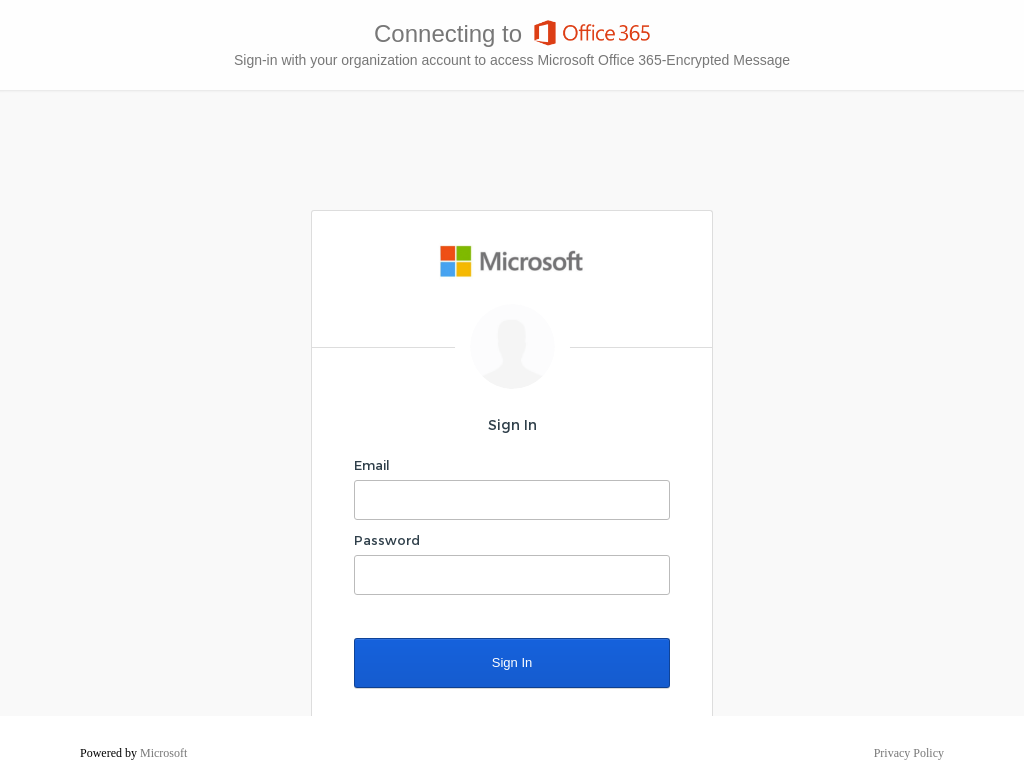 Connecting to Office 365
Sign-in with your organization account to access Microsoft Office 365-Encrypted Message
Microsoft
Sign In
Email
Password
Sign In
Powered by Microsoft
Privacy Policy